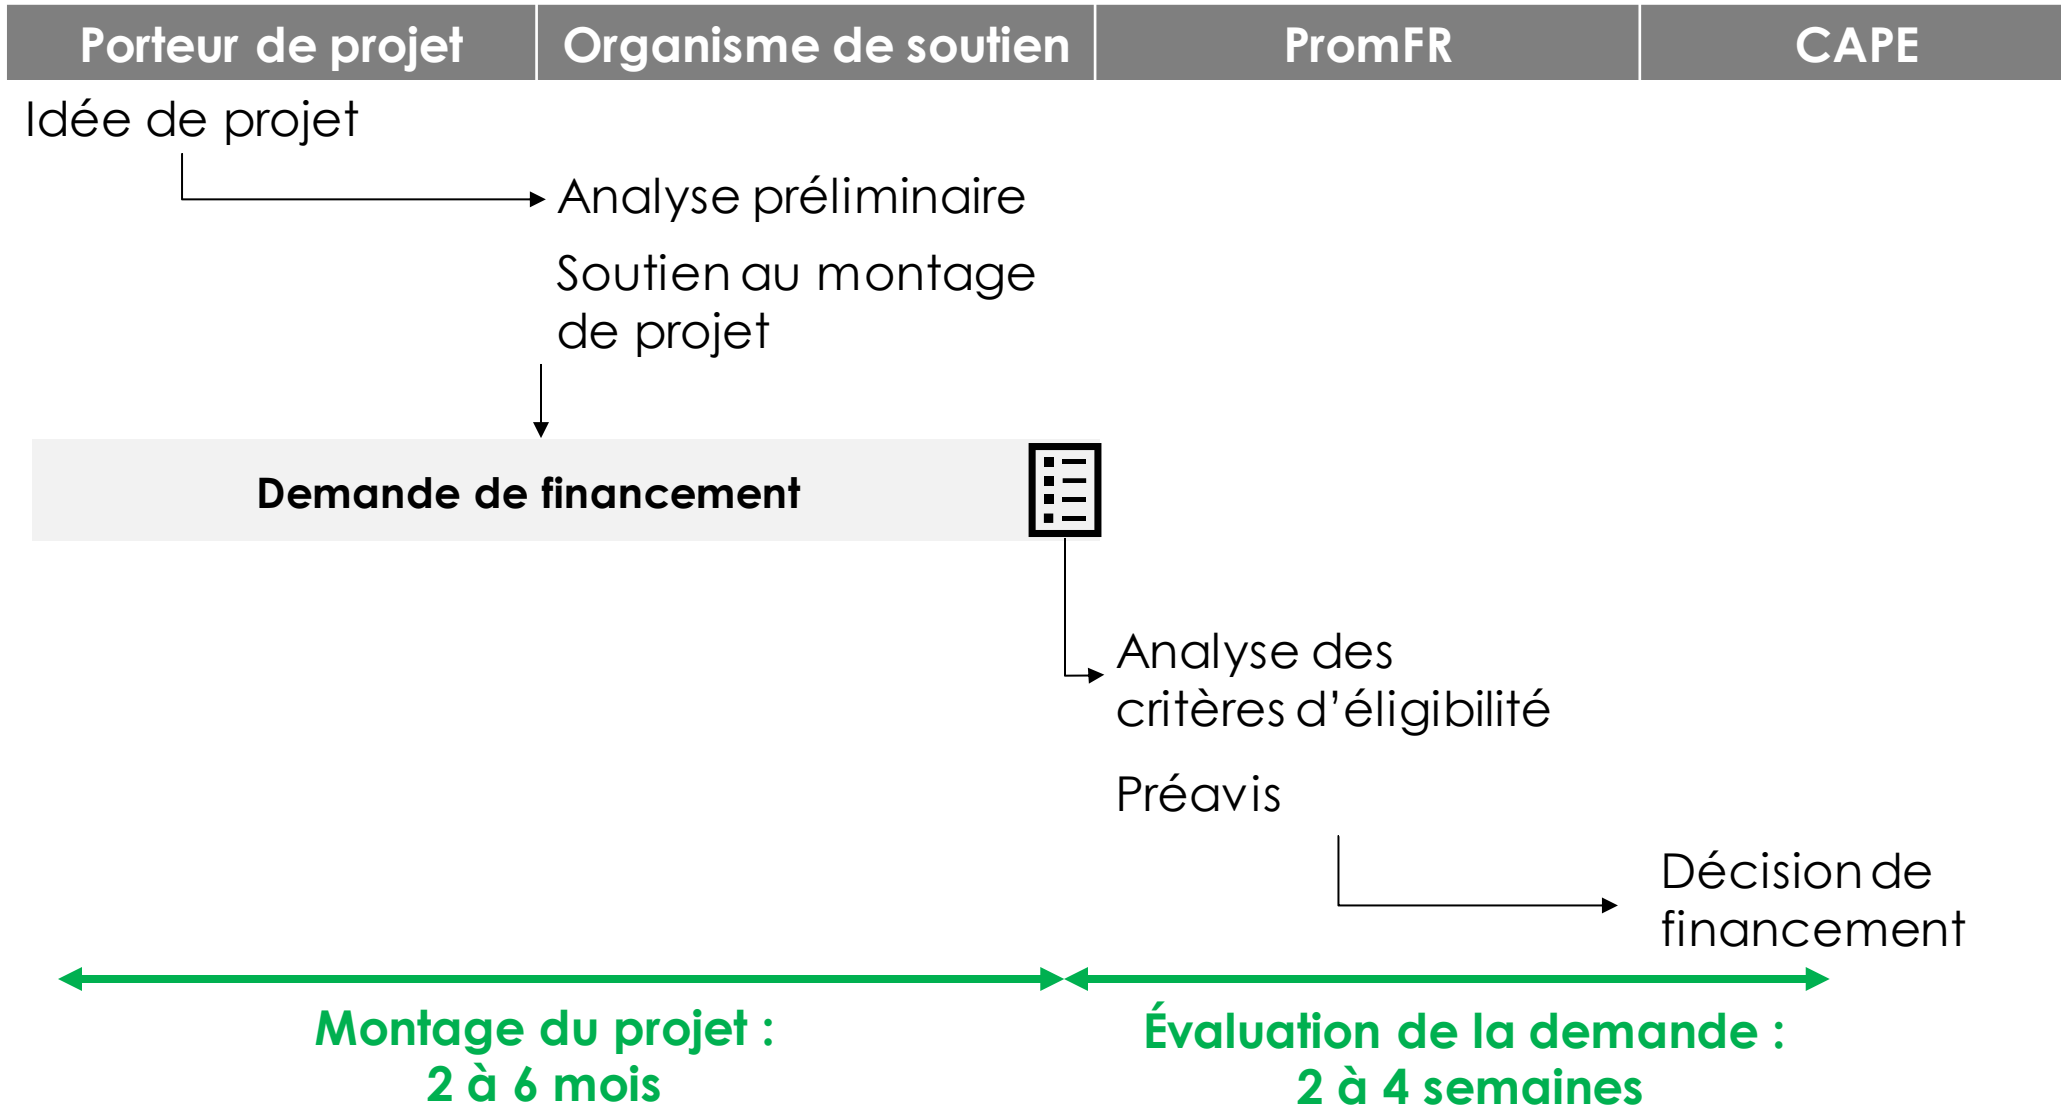 Porteur de projet
Organisme de soutien
PromFR
CAPE
Idée de projet
Analyse préliminaire
Soutien au montage
de projet
Demande de financement
Analyse des
critères d’éligibilité
Préavis
Décision de
financement
Montage du projet :
2 à 6 mois
Évaluation de la demande :
2 à 4 semaines